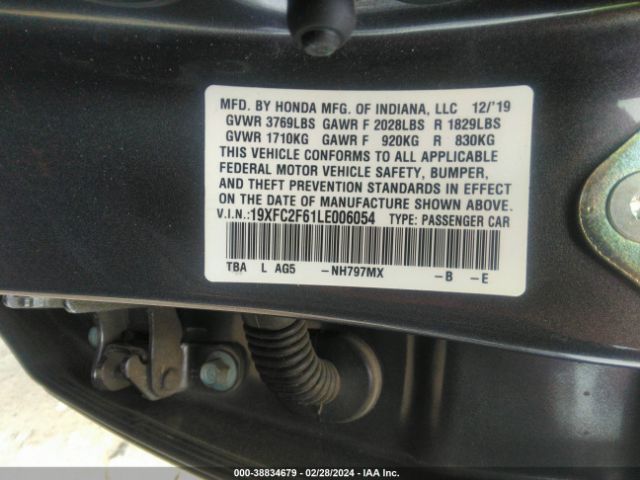 MFD. BY HONDA MFG. OF INDIANA, LLC 12/'19
GVWR 3769LBS GAWR F 2028LBS R 1829LBS
GVWR 1710KG GAWR F 920KG R 830KG
THIS VEHICLE CONFORMS TO ALL APPLICABLE
FEDERAL MOTOR VEHICLE SAFETY, BUMPER,
AND THEFT PREVENTION STANDARDS IN EFFECT
ON THE DATE OF MANUFACTURE SHOWN ABOVE.
V.I.N.:19XFC2F61LE006054 TYPE: PASSENGER CAR
TBA L AG5 -NH797MX -B -E
000-38834679 - 02/28/2024 - IAA Inc.